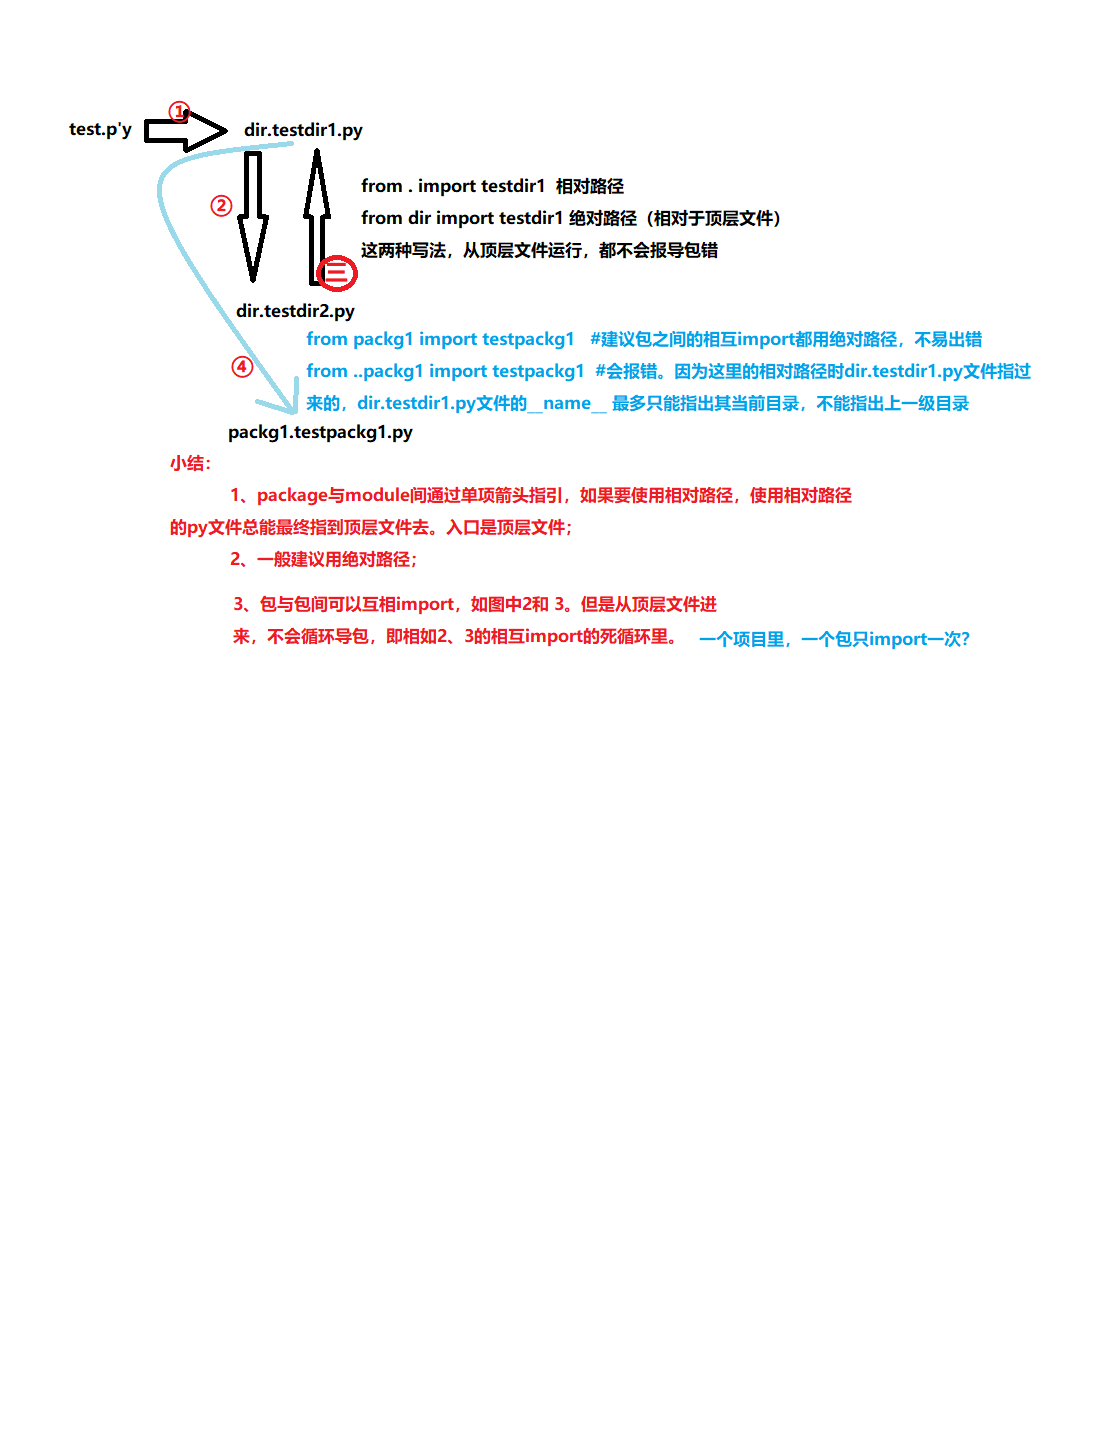 ①
test.p'y
dir.testdir1.py
②
from . import testdir1 相对路径
from dir import testdir1 绝对路径（相对于顶层文件）
这两种写法，从顶层文件运行，都不会报导包错
三
dir.testdir2.py
from packg1 import testpackg1 #建议包之间的相互import都用绝对路径，不易出错
④
from ..packg1 import testpackg1 #会报错。因为这里的相对路径时dir.testdir1.py文件指过
来的，dir.testdir1.py文件的__name__ 最多只能指出其当前目录，不能指出上一级目录
packg1.testpackg1.py
小结：
1、package与module间通过单项箭头指引，如果要使用相对路径，使用相对路径
的py文件总能最终指到顶层文件去。入口是顶层文件；
2、一般建议用绝对路径；
3、包与包间可以互相import，如图中2和 3。但是从顶层文件进
来，不会循环导包，即相如2、3的相互import的死循环里。
一个项目里，一个包只import一次？